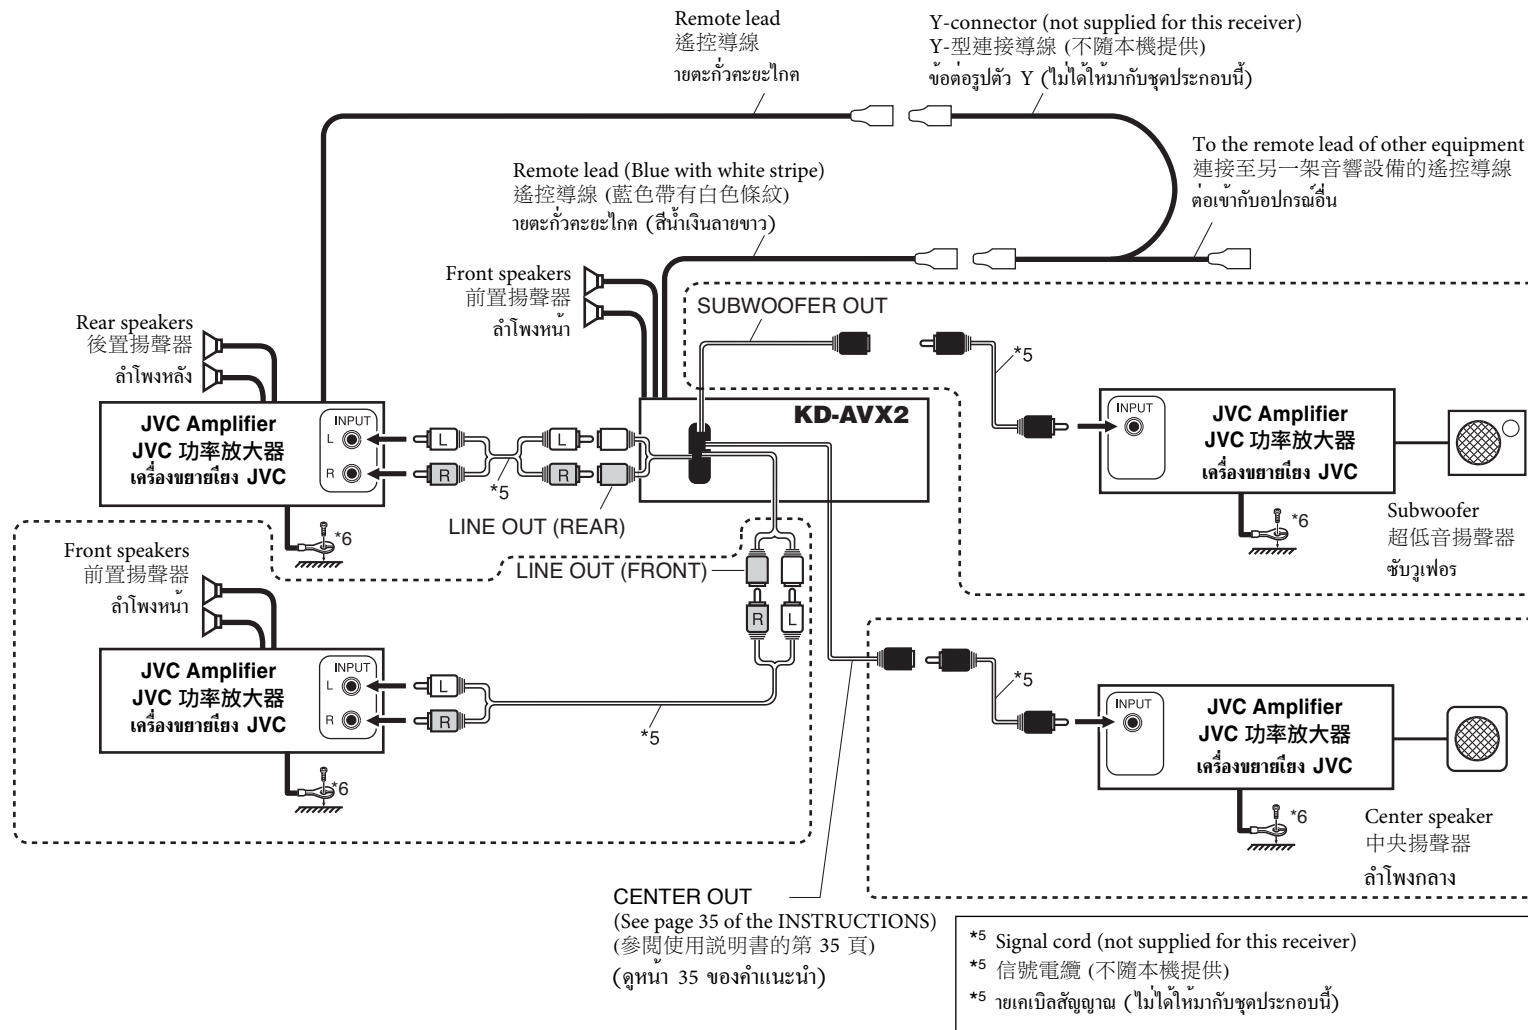 Remote lead
遙控導線
ายตะกั่วคะยะไกค
Y-connector (not supplied for this receiver)
Y-型連接導線 (不隨本機提供)
ข้อต่อรูปตัว Y (ไม่ได้ให้มากับชุดประกอบนี้)
To the remote lead of other equipment
連接至另一架音響設備的遙控導線
ต่อเข้ากับอปกรณ์อื่น
Remote lead (Blue with white stripe)
遙控導線 (藍色帶有白色條紋)
ายตะกั่วคะยะไกค (สีน้ำเงินลายขาว)
Front speakers
前置揚聲器
ลำโพงหน้า
Rear speakers
後置揚聲器
ลำโพงหลัง
SUBWOOFER OUT
*5
JVC Amplifier
JVC 功率放大器
เครื่องขยายเียง JVC
INPUT
L
R
L
L
R
R
*5
KD-AVX2
INPUT
JVC Amplifier
JVC 功率放大器
เครื่องขยายเียง JVC
LINE OUT (REAR)
*6
*6
Subwoofer
超低音揚聲器
ซับวูเฟอร
Front speakers
前置揚聲器
ลำโพงหน้า
LINE OUT (FRONT)
R
L
JVC Amplifier
JVC 功率放大器
เครื่องขยายเียง JVC
INPUT
L
R
L
R
*5
*6
*5
INPUT
JVC Amplifier
JVC 功率放大器
เครื่องขยายเียง JVC
*6
Center speaker
中央揚聲器
ลำโพงกลาง
CENTER OUT
(See page 35 of the INSTRUCTIONS)
(參閱使用説明書的第 35 頁)
(ดูหน้า 35 ของคำแนะนำ)
*5 Signal cord (not supplied for this receiver)
*5 信號電纜 (不隨本機提供)
*5 ายเคเบิลสัญญาณ (ไม่ได้ให้มากับชุดประกอบนี้)